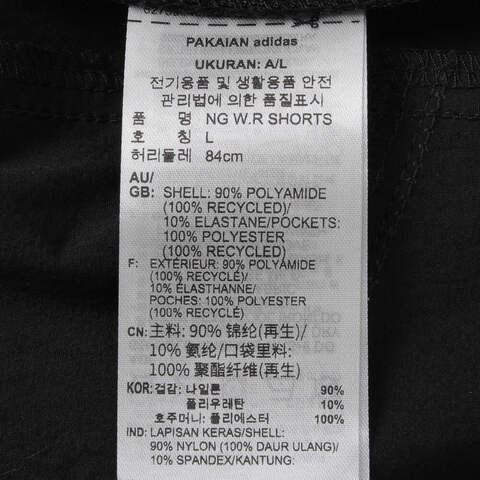 PAKAIAN adidas
UKURAN: A/L
전기용품 및 생활용품 안전
관리법에 의한 품질표시
품 명 NG W.R SHORTS
호 칭 L
허리둘레 84cm
AU/
GB: SHELL: 90% POLYAMIDE
(100% RECYCLED)/
10% ELASTANE/POCKETS:
100% POLYESTER
(100% RECYCLED)/
F: EXTÉRIEUR: 90% POLYAMIDE
(100% RECYCLÉ)/
10% ÉLASTHANNE/
POCHES: 100% POLYESTER
(100% RECYCLÉ)/
CN: 主料: 90% 锦纶(再生)/
10% 氨纶/口袋里料:
100% 聚酯纤维(再生)/
KOR: 겉감: 나일론 90%
폴리우레탄 10%
호주머니: 폴리에스터 100%
IND: LAPISAN KERAS/SHELL:
90% NYLON (100% DAUR ULANG)/
10% SPANDEX/KANTUNG: